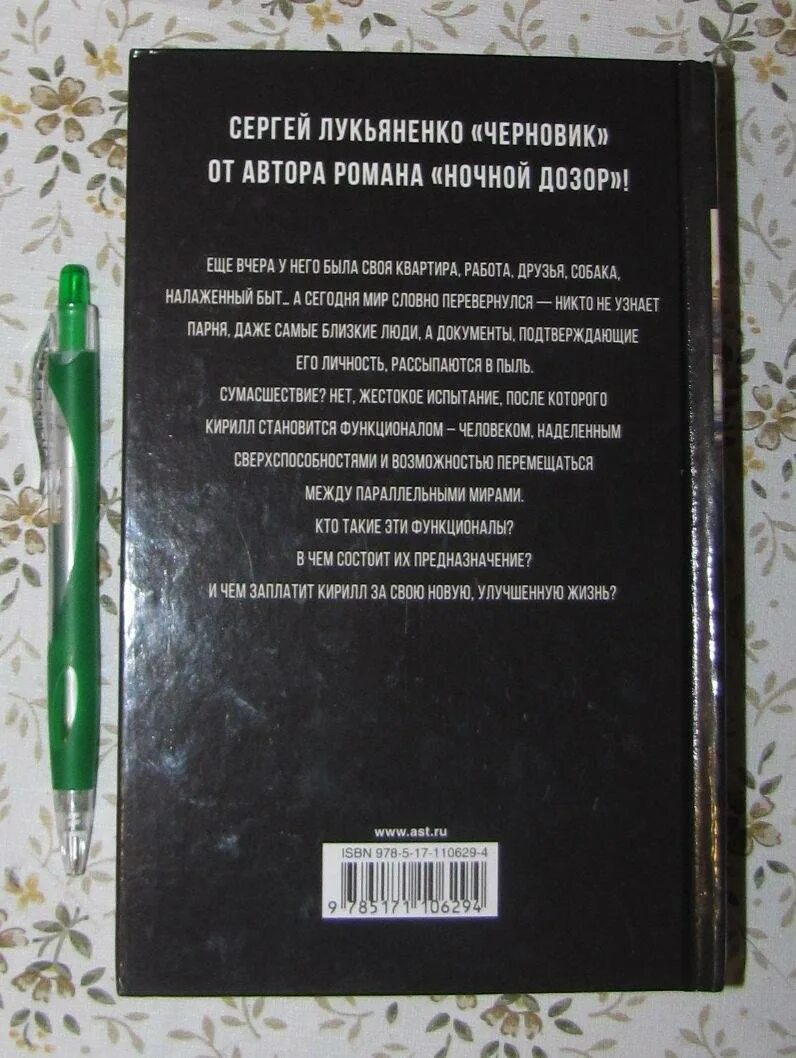 СЕРГЕЙ ЛУКЬЯНЕНКО «ЧЕРНОВИК»
ОТ АВТОРА РОМАНА «НОЧНОЙ ДОЗОР»!
ЕЩЕ ВЧЕРА У НЕГО БЫЛА СВОЯ КВАРТИРА, РАБОТА, ДРУЗЬЯ, СОБАКА,
НАЛАЖЕННЫЙ БЫТ... А СЕГОДНЯ МИР СЛОВНО ПЕРЕВЕРНУЛСЯ — НИКТО НЕ УЗНАЕТ
ПАРНЯ, ДАЖЕ САМЫЕ БЛИЗКИЕ ЛЮДИ, А ДОКУМЕНТЫ, ПОДТВЕРЖДАЮЩИЕ
ЕГО ЛИЧНОСТЬ, РАССЫПАЮТСЯ В ПЫЛЬ.
СУМАСШЕСТВИЕ? НЕТ, ЖЕСТОКОЕ ИСПЫТАНИЕ, ПОСЛЕ КОТОРОГО
КИРИЛЛ СТАНОВИТСЯ ФУНКЦИОНАЛОМ – ЧЕЛОВЕКОМ, НАДЕЛЕННЫМ
СВЕРХСПОСОБНОСТЯМИ И ВОЗМОЖНОСТЬЮ ПЕРЕМЕЩАТЬСЯ
МЕЖДУ ПАРАЛЛЕЛЬНЫМИ МИРАМИ.
КТО ТАКИЕ ЭТИ ФУНКЦИОНАЛЫ?
В ЧЕМ СОСТОИТ ИХ ПРЕДНАЗНАЧЕНИЕ?
И ЧЕМ ЗАПЛАТИТ КИРИЛЛ ЗА СВОЮ НОВУЮ, УЛУЧШЕННУЮ ЖИЗНЬ?
www.ast.ru
ISBN 978-5-17-110629-4
9 785171 106294